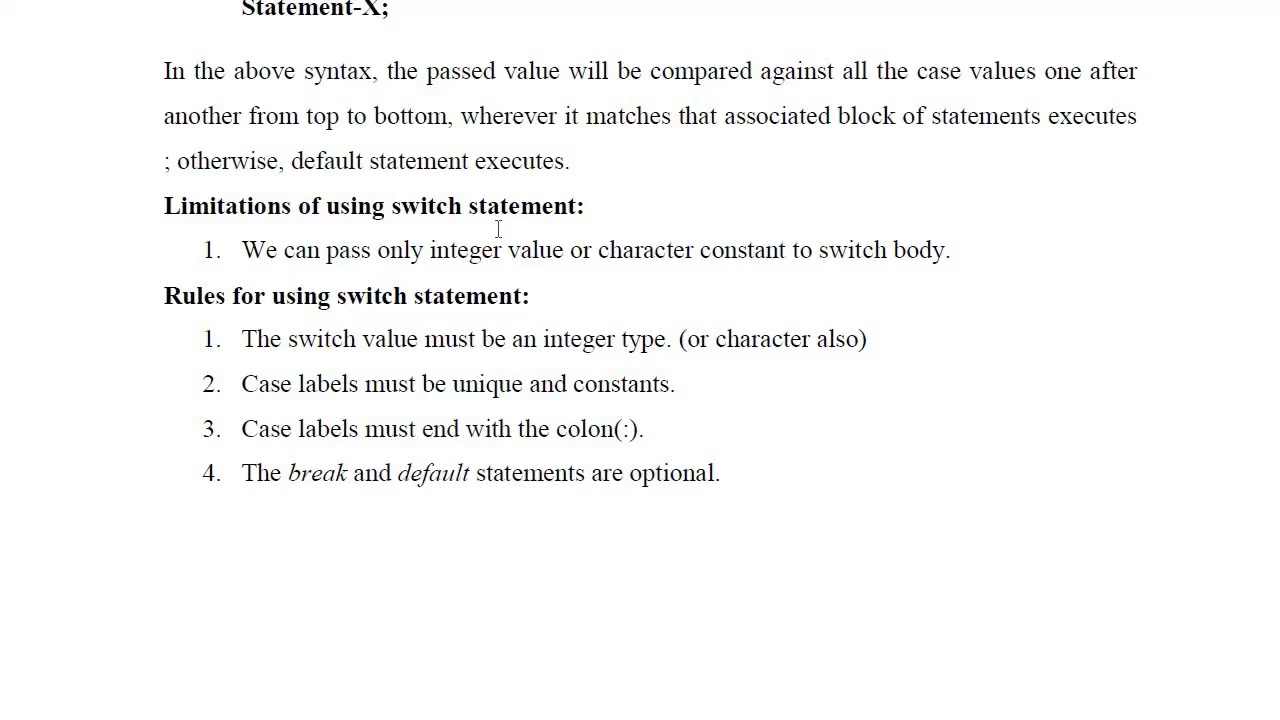 Statement-X;
In the above syntax, the passed value will be compared against all the case values one after
another from top to bottom, wherever it matches that associated block of statements executes
; otherwise, default statement executes.
Limitations of using switch statement:
1. We can pass only integer value or character constant to switch body.
Rules for using switch statement:
1. The switch value must be an integer type. (or character also)
2. Case labels must be unique and constants.
3. Case labels must end with the colon(:).
4. The break and default statements are optional.